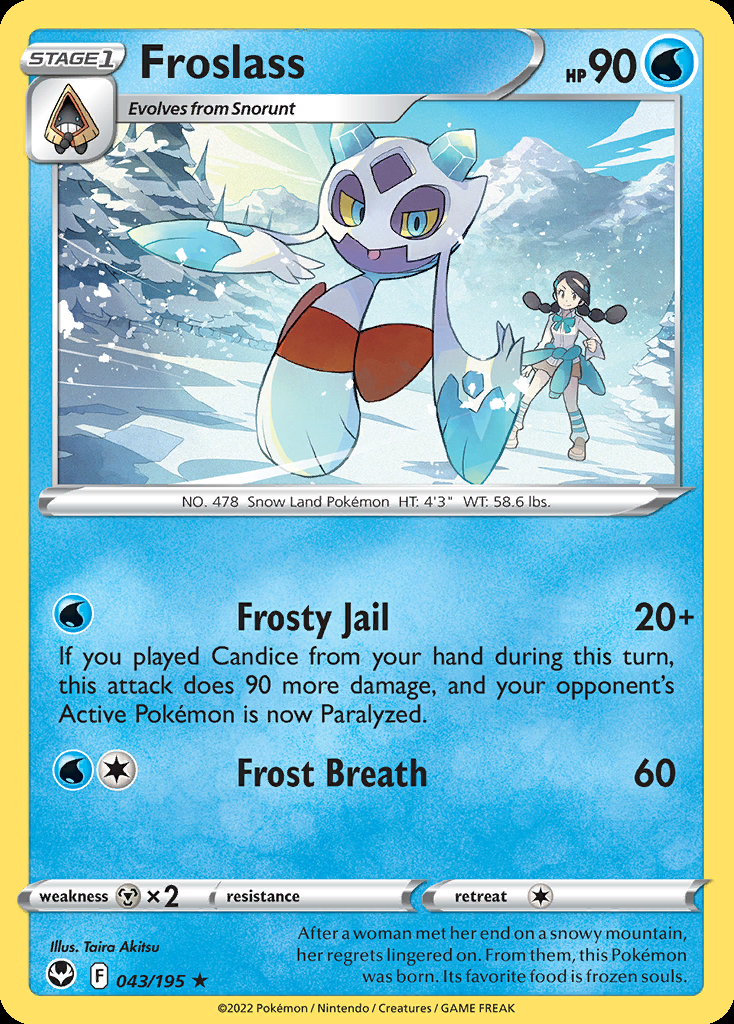 STAGE1
Froslass
HP 90
Evolves from Snorunt
NO. 478 Snow Land Pokémon HT: 4'3" WT: 58.6 lbs.
Frosty Jail 20+
If you played Candice from your hand during this turn,
this attack does 90 more damage, and your opponent's
Active Pokémon is now Paralyzed.
Frost Breath 60
weakness ×2 resistance retreat
Illus. Taira Akitsu
After a woman met her end on a snowy mountain,
her regrets lingered on. From them, this Pokémon
was born. Its favorite food is frozen souls.
F 043/195 ★
©2022 Pokémon / Nintendo / Creatures / GAME FREAK